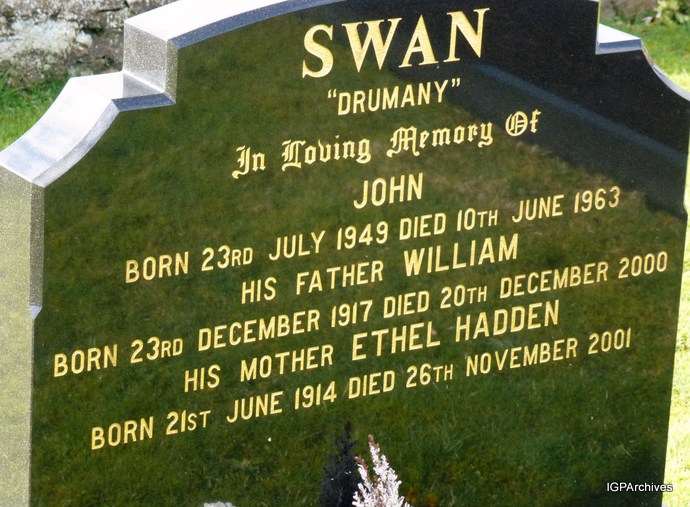 SWAN
"DRUMANY"
In Loving Memory Of
JOHN
BORN 23RD JULY 1949 DIED 10TH JUNE 1963
HIS FATHER WILLIAM
BORN 23RD DECEMBER 1917 DIED 20TH DECEMBER 2000
HIS MOTHER ETHEL HADDEN
BORN 21ST JUNE 1914 DIED 26TH NOVEMBER 2001
IGPArchives